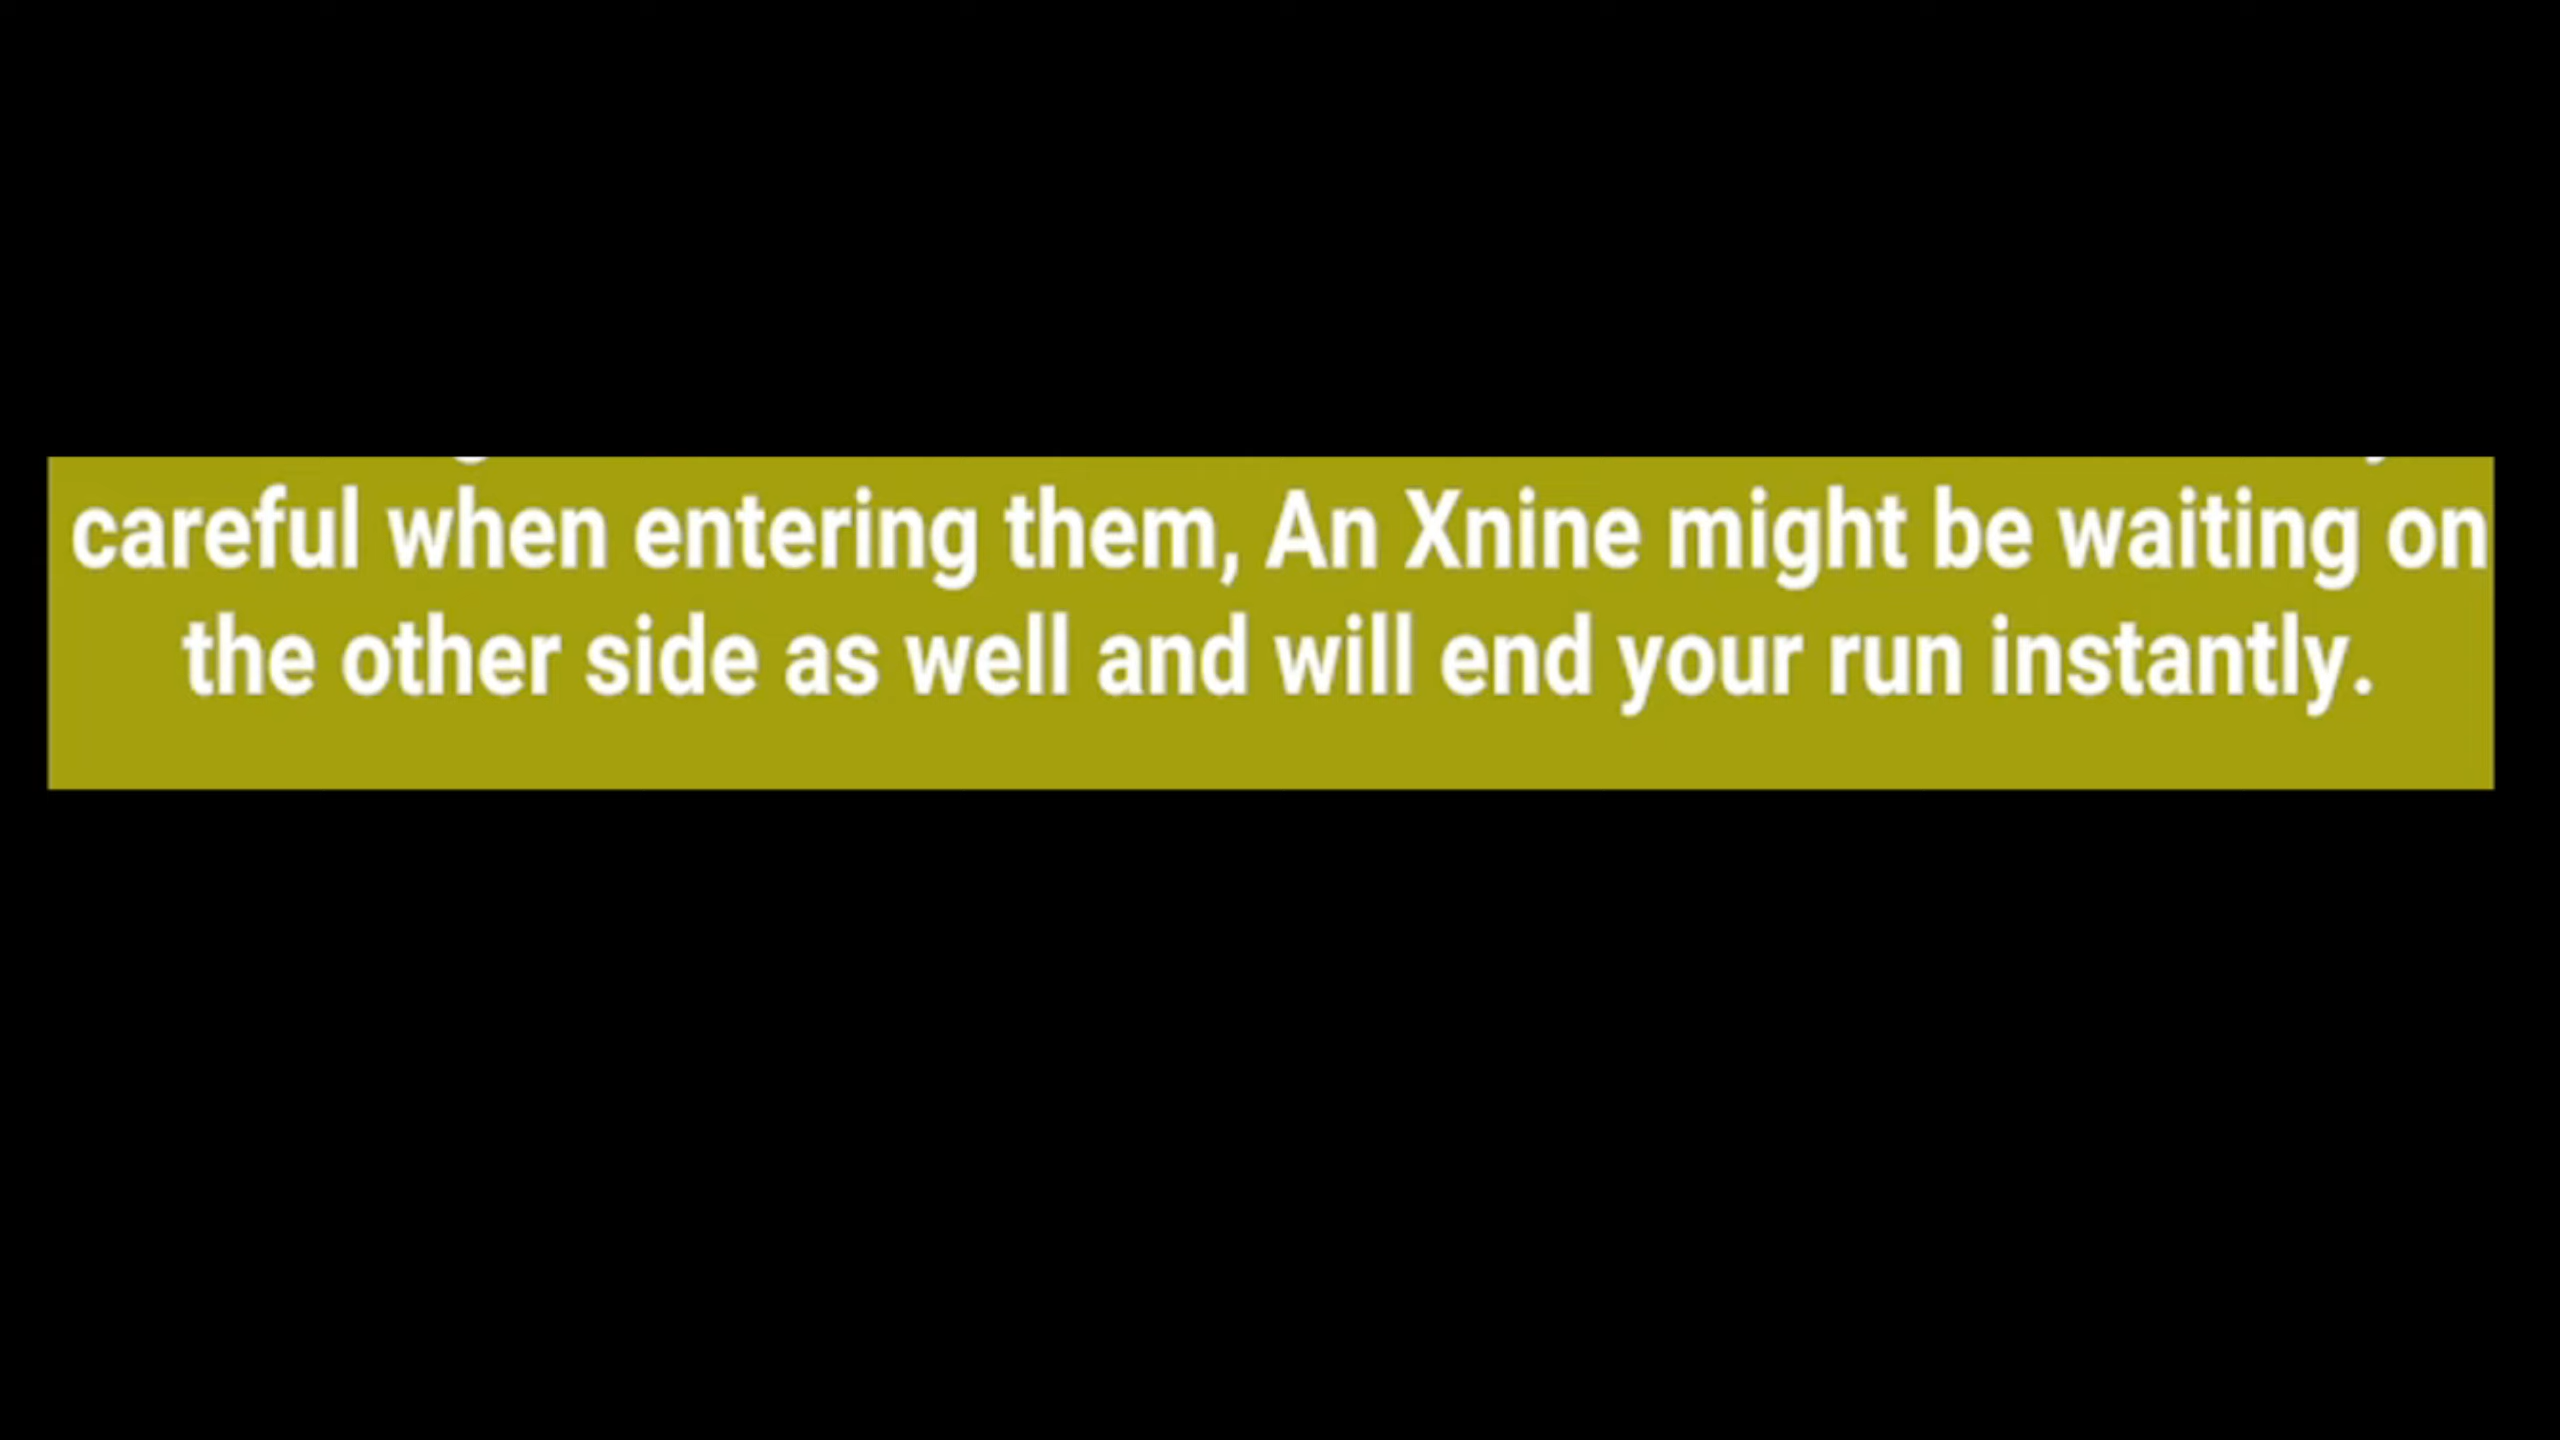 careful when entering them, An Xnine might be waiting on
the other side as well and will end your run instantly.